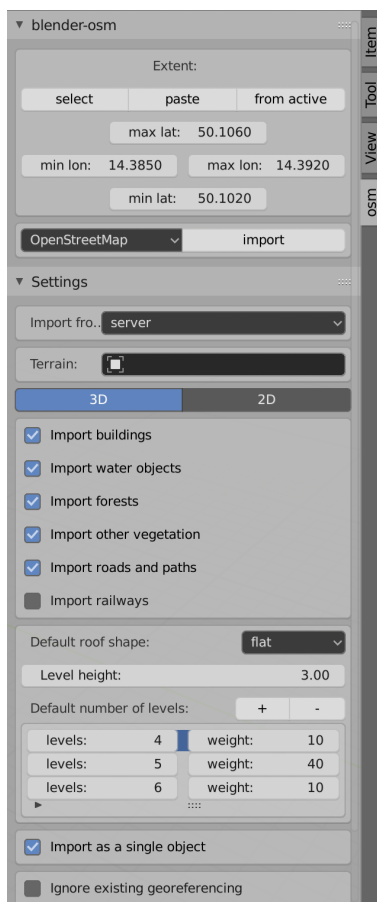 blender-osm
Item
Tool
View
osm
Extent:
select paste from active
max lat: 50.1060
min lon: 14.3850 max lon: 14.3920
min lat: 50.1020
OpenStreetMap import
Settings
Import fro.. server
Terrain:
3D 2D
Import buildings
Import water objects
Import forests
Import other vegetation
Import roads and paths
Import railways
Default roof shape: flat
Level height: 3.00
Default number of levels: + -
levels: 4 weight: 10
levels: 5 weight: 40
levels: 6 weight: 10
Import as a single object
Ignore existing georeferencing